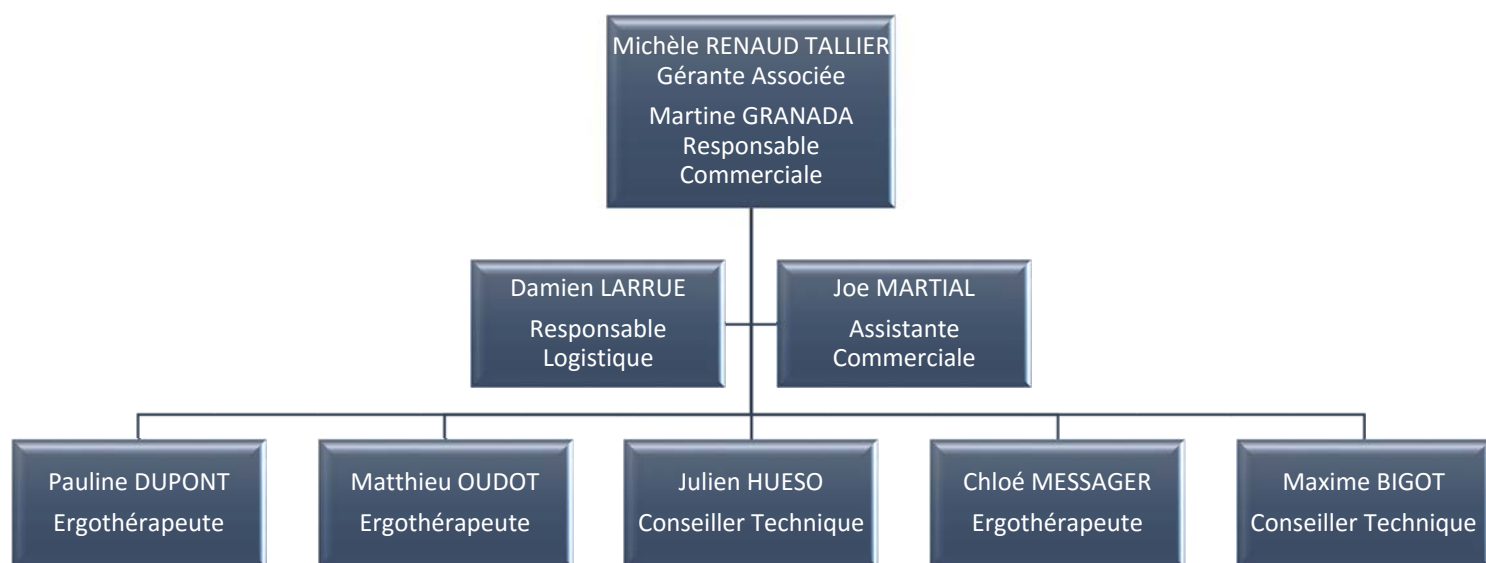 Michèle RENAUD TALLIER
Gérante Associée
Martine GRANADA
Responsable
Commerciale
Damien LARRUE
Responsable
Logistique
Joe MARTIAL
Assistante
Commerciale
Pauline DUPONT
Ergothérapeute
Matthieu OUDOT
Ergothérapeute
Julien HUESO
Conseiller Technique
Chloé MESSAGER
Ergothérapeute
Maxime BIGOT
Conseiller Technique